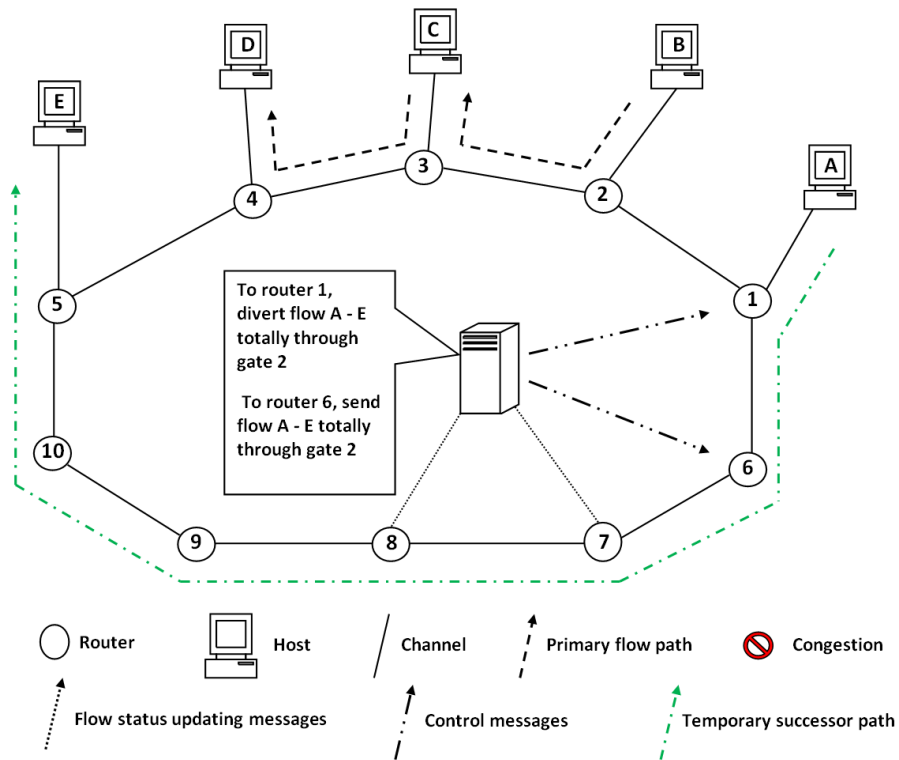 C
D
B
E
A
3
4
2
5
1
To router 1,
divert flow A - E
totally through
gate 2
To router 6, send
flow A - E totally
through gate 2
10
6
9
8
7
Router
Host
Channel
Primary flow path
Congestion
Flow status updating messages
Control messages
Temporary successor path